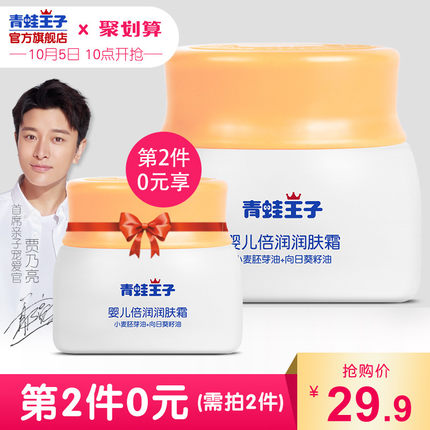 青蛙王子
官方旗舰店
× 聚划算
10月5日 10点开抢
首席亲子宠爱官
贾乃亮
第2件
0元享
青蛙王子
婴儿倍润润肤霜
小麦胚芽油+向日葵籽油
青蛙王子
婴儿倍润润肤霜
小麦胚芽油+向日葵籽油
第2件0元 (需拍2件)
抢购价
¥29.9